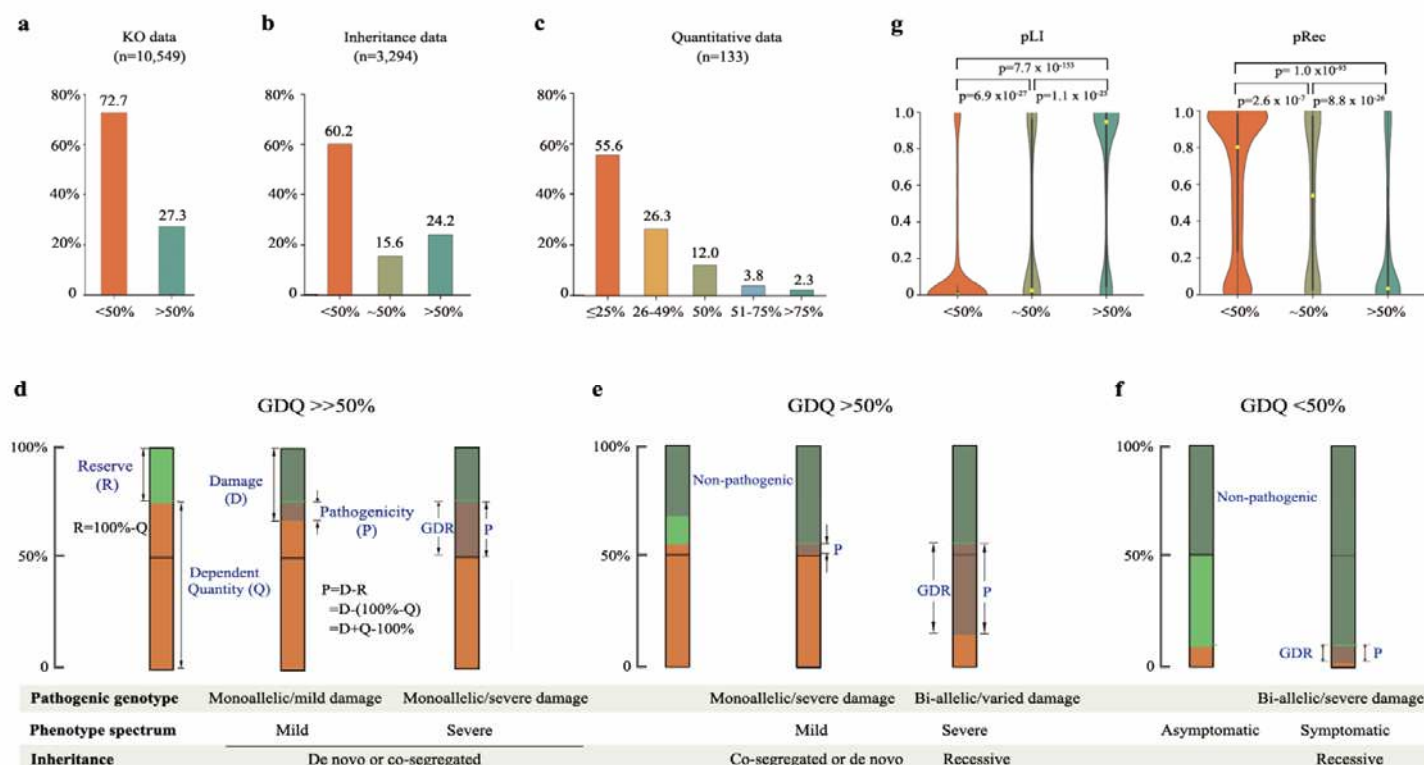 a
KO data
(n=10,549)
80%
60%
40%
20%
0
72.7
27.3
<50% >50%
b
Inheritance data
(n=3,294)
80%
60%
40%
20%
0
60.2
15.6
24.2
<50% ~50% >50%
c
Quantitative data
(n=133)
80%
60%
40%
20%
0
55.6
26.3
12.0
3.8
2.3
≤25% 26-49% 50% 51-75% >75%
g
pLI
p=7.7 x 10⁻¹⁵³
p=6.9 x10⁻²⁷ p=1.1 x 10⁻²³
1.0
0.8
0.6
0.4
0.2
0
<50% ~50% >50%
pRec
p= 1.0 x10⁻⁹³
p=2.6 x 10⁻⁷ p=8.8 x 10⁻²⁶
1.0
0.8
0.6
0.4
0.2
0
<50% ~50% >50%
d
GDQ >>50%
100%
50%
0
Reserve
(R)
R=100%-Q
Dependent
Quantity (Q)
Damage
(D)
Pathogenicity
(P)
P=D-R
=D-(100%-Q)
=D+Q-100%
GDR
P
e
GDQ >50%
100%
50%
0
Non-pathogenic
P
GDR
P
f
GDQ <50%
100%
50%
0
Non-pathogenic
GDR
P
Pathogenic genotype Monoallelic/mild damage Monoallelic/severe damage Monoallelic/severe damage Bi-allelic/varied damage Bi-allelic/severe damage
Phenotype spectrum Mild Severe Mild Severe Asymptomatic Symptomatic
Inheritance De novo or co-segregated Co-segregated or de novo Recessive Recessive